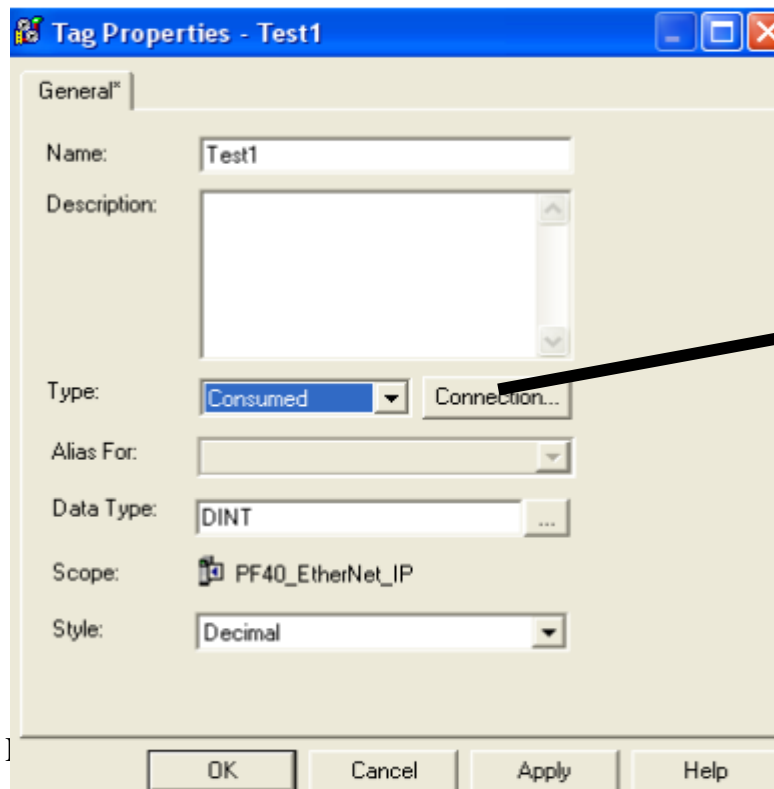 Tag Properties - Test1
General*
Name: Test1
Description:
Type: Consumed Connection...
Alias For:
Data Type: DINT ...
Scope: PF40_EtherNet_IP
Style: Decimal
OK Cancel Apply Help